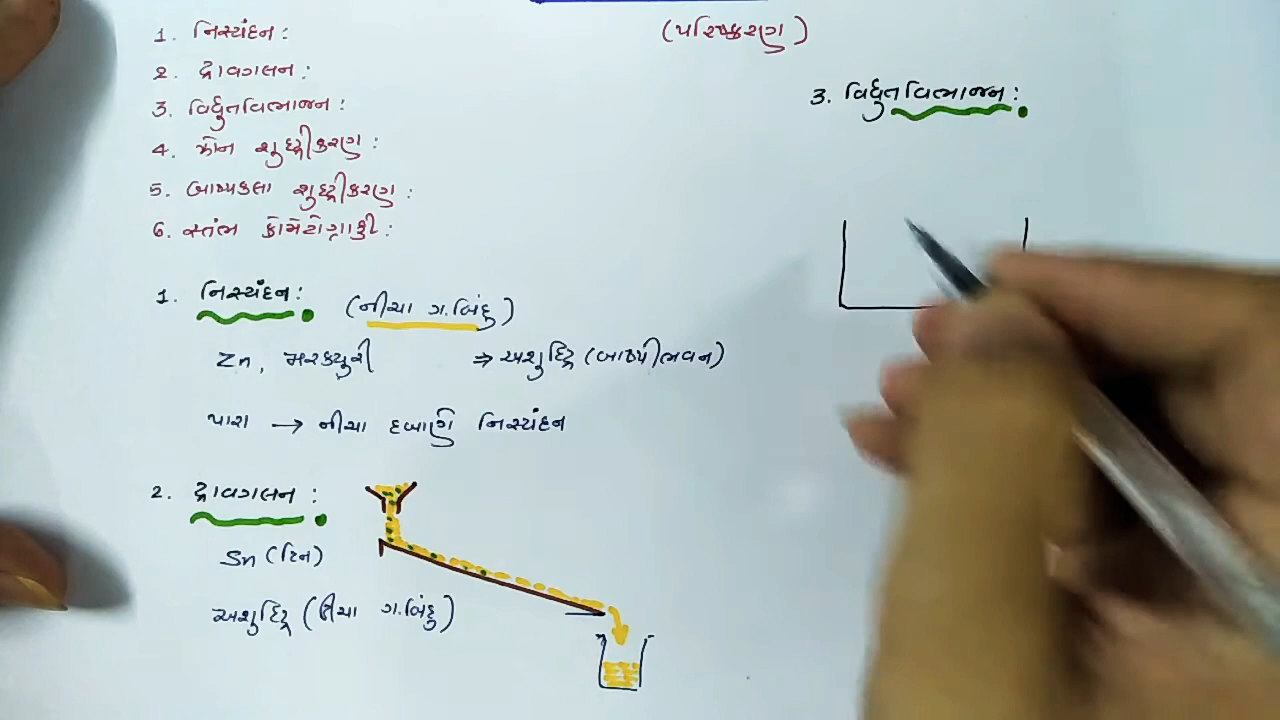 (પરિષ્કરણ)
1. નિસ્યંદન :
2. દ્રાવગલન :
3. વિદ્યુતવિભાજન :
4. ઝોન શુદ્ધીકરણ :
5. બાષ્પકલા શુદ્ધીકરણ :
6. સ્તંભ ક્રોમેટોગ્રાફી :
1. નિસ્યંદન : (નીચા ગ.બિંદુ)
Zn, મરક્યુરી ⇒ અશુદ્ધિ (બાષ્પીભવન)
પારા → નીચા દબાણે નિસ્યંદન
2. દ્રાવગલન :
Sn (ટિન)
અશુદ્ધિ (ઊંચા ગ.બિંદુ)
3. વિદ્યુતવિભાજન :